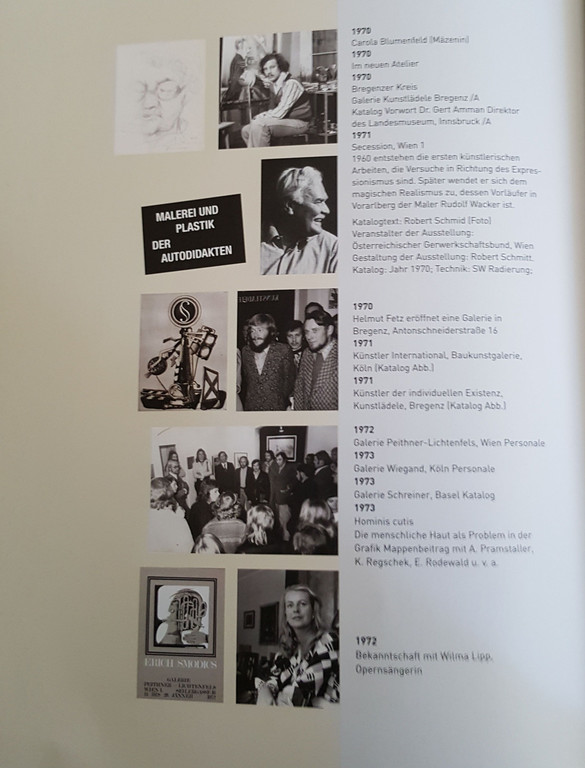 1970
Carola Blumenfeld (Mäzenin)
1970
Im neuen Atelier
1970
Bregenzer Kreis
Galerie Kunstlädele Bregenz /A
Katalog Vorwort Dr. Gert Amman Direktor
des Landesmuseum, Innsbruck /A
1971
Secession, Wien 1
1960 entstehen die ersten künstlerischen
Arbeiten, die Versuche in Richtung des Expres-
sionismus sind. Später wendet er sich dem
magischen Realismus zu, dessen Vorläufer in
Vorarlberg der Maler Rudolf Wacker ist.
Katalogtext: Robert Schmid (Foto)
Veranstalter der Ausstellung:
Österreichischer Gerwerkschaftsbund, Wien
Gestaltung der Ausstellung: Robert Schmitt.
Katalog: Jahr 1970; Technik: SW Radierung;
MALEREI UND
PLASTIK
DER
AUTODIDAKTEN
1970
Helmut Fetz eröffnet eine Galerie in
Bregenz, Antonschneiderstraße 16
1971
Künstler International, Baukunstgalerie,
Köln (Katalog Abb.)
1971
Künstler der individuellen Existenz,
Kunstlädele, Bregenz (Katalog Abb.)
1972
Galerie Peithner-Lichtenfels, Wien Personale
1973
Galerie Wiegand, Köln Personale
1973
Galerie Schreiner, Basel Katalog
1973
Hominis cutis
Die menschliche Haut als Problem in der
Grafik Mappenbeitrag mit A. Pramstaller,
K. Regschek, E. Rodewald u. v. a.
ERICH SMODICS
GALERIE
PEITHNER-LICHTENFELS
WIEN I.
1972
Bekanntschaft mit Wilma Lipp,
Opernsängerin